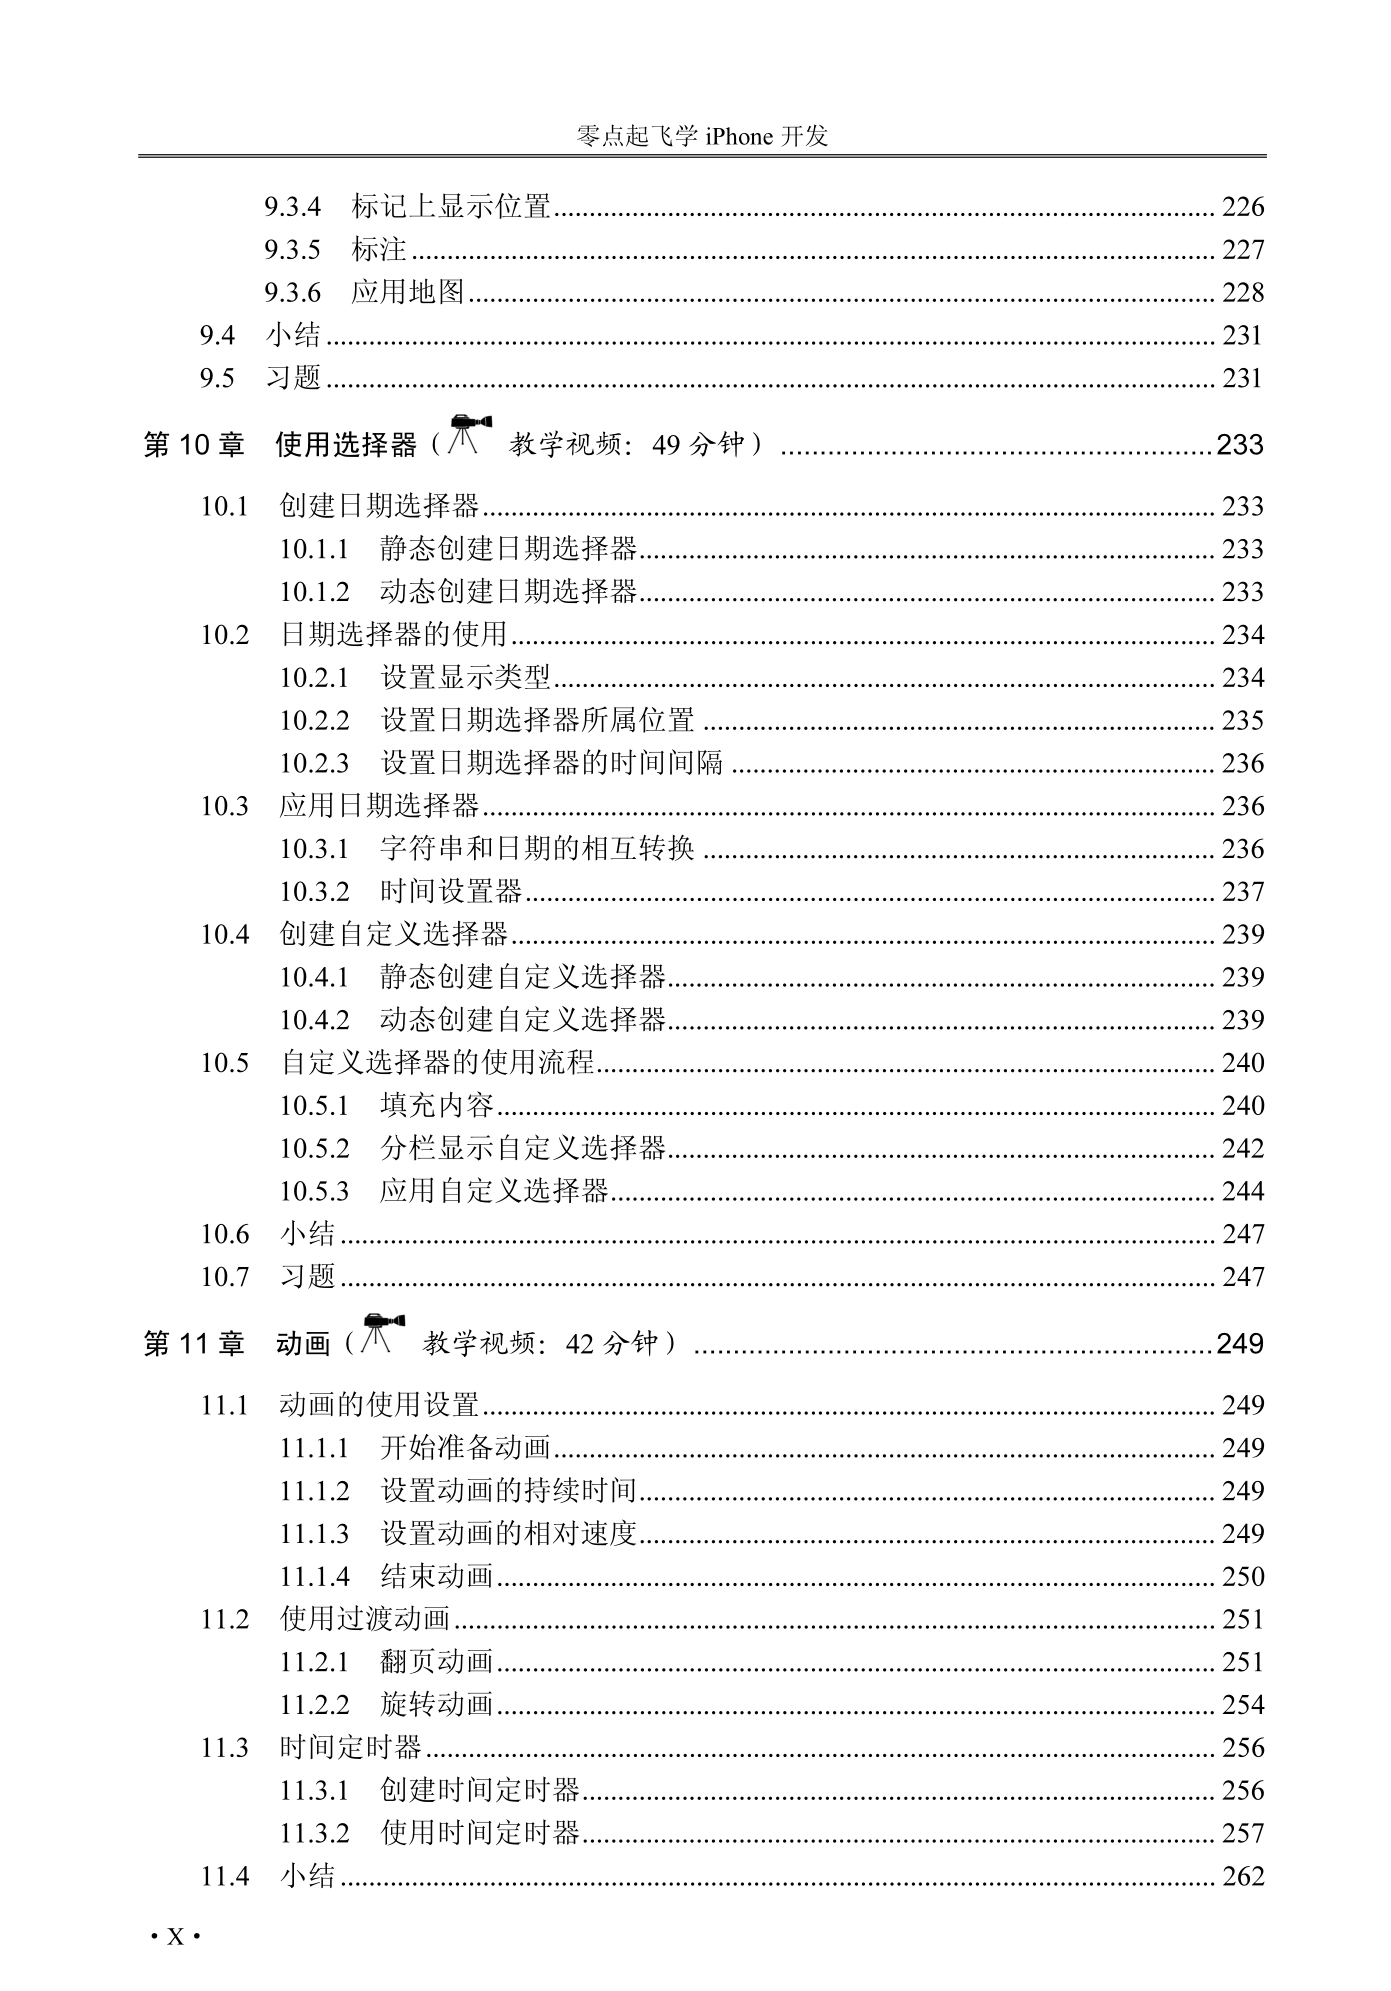 零点起飞学 iPhone 开发
9.3.4 标记上显示位置 226
9.3.5 标注 227
9.3.6 应用地图 228
9.4 小结 231
9.5 习题 231
第 10 章 使用选择器（ 教学视频：49 分钟） 233
10.1 创建日期选择器 233
10.1.1 静态创建日期选择器 233
10.1.2 动态创建日期选择器 233
10.2 日期选择器的使用 234
10.2.1 设置显示类型 234
10.2.2 设置日期选择器所属位置 235
10.2.3 设置日期选择器的时间间隔 236
10.3 应用日期选择器 236
10.3.1 字符串和日期的相互转换 236
10.3.2 时间设置器 237
10.4 创建自定义选择器 239
10.4.1 静态创建自定义选择器 239
10.4.2 动态创建自定义选择器 239
10.5 自定义选择器的使用流程 240
10.5.1 填充内容 240
10.5.2 分栏显示自定义选择器 242
10.5.3 应用自定义选择器 244
10.6 小结 247
10.7 习题 247
第 11 章 动画（ 教学视频：42 分钟） 249
11.1 动画的使用设置 249
11.1.1 开始准备动画 249
11.1.2 设置动画的持续时间 249
11.1.3 设置动画的相对速度 249
11.1.4 结束动画 250
11.2 使用过渡动画 251
11.2.1 翻页动画 251
11.2.2 旋转动画 254
11.3 时间定时器 256
11.3.1 创建时间定时器 256
11.3.2 使用时间定时器 257
11.4 小结 262
·X·